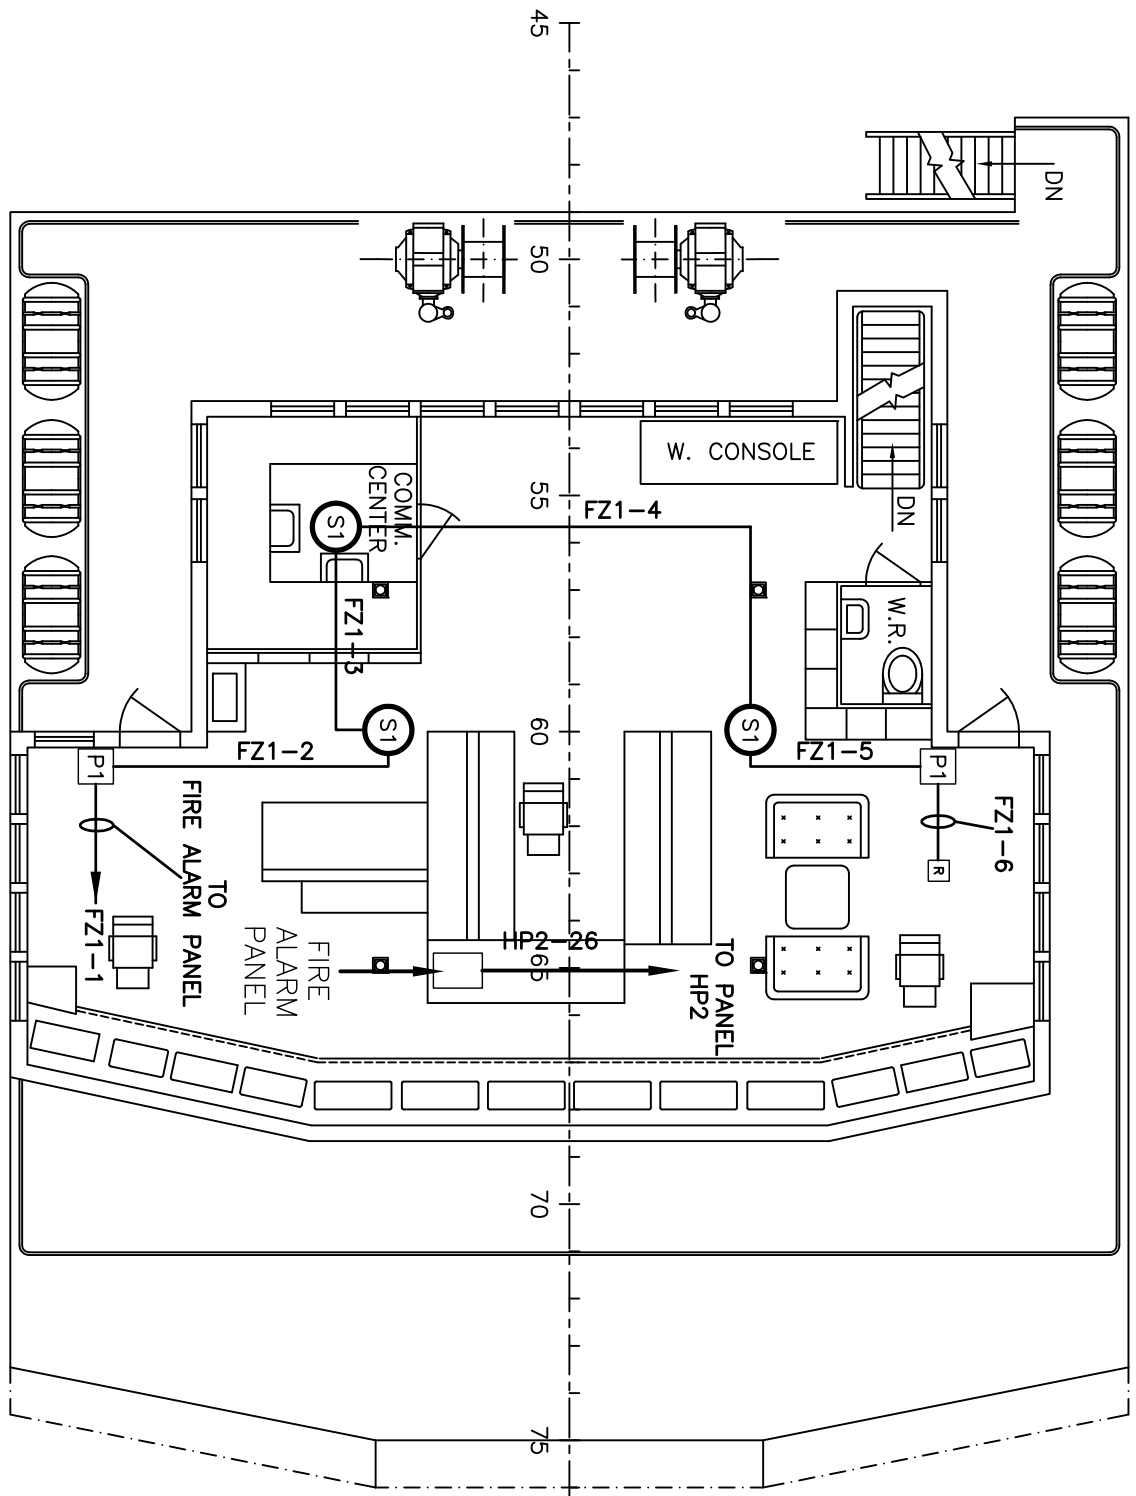 45
DN
50
W. CONSOLE
COMM.
CENTER
55
FZ1-4
DN
S1
FZ1-3
W.R.
S1
60
S1
FZ1-2
FZ1-5
P1
P1
FZ1-6
R
TO
FIRE ALARM PANEL
FZ1-1
FIRE
ALARM
PANEL
HP2-26
65
TO PANEL
HP2
70
75